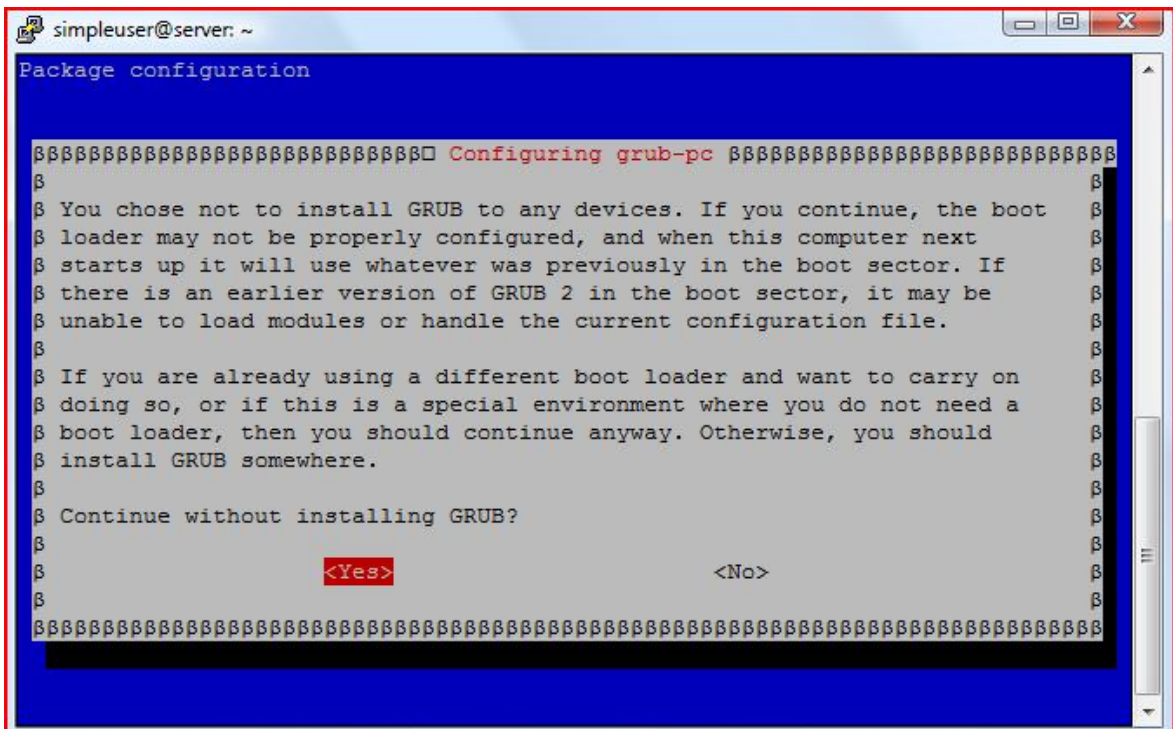 simpleuser@server: ~
Package configuration
ββββββββββββββββββββββββββββ□ Configuring grub-pc ββββββββββββββββββββββββββββ
β β
β You chose not to install GRUB to any devices. If you continue, the boot β
β loader may not be properly configured, and when this computer next β
β starts up it will use whatever was previously in the boot sector. If β
β there is an earlier version of GRUB 2 in the boot sector, it may be β
β unable to load modules or handle the current configuration file. β
β β
β If you are already using a different boot loader and want to carry on β
β doing so, or if this is a special environment where you do not need a β
β boot loader, then you should continue anyway. Otherwise, you should β
β install GRUB somewhere. β
β β
β Continue without installing GRUB? β
β β
β <Yes> <No> β
β β
βββββββββββββββββββββββββββββββββββββββββββββββββββββββββββββββββββββββββββββ